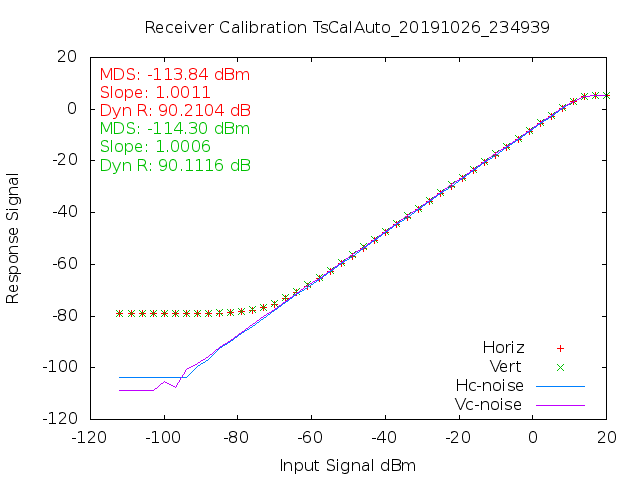 Receiver Calibration TsCalAuto_20191026_234939
MDS: -113.84 dBm
Slope: 1.0011
Dyn R: 90.2104 dB
MDS: -114.30 dBm
Slope: 1.0006
Dyn R: 90.1116 dB
20
0
-20
-40
-60
-80
-100
-120
Response Signal
Horiz
Vert
Hc-noise
Vc-noise
-120 -100 -80 -60 -40 -20 0 20
Input Signal dBm